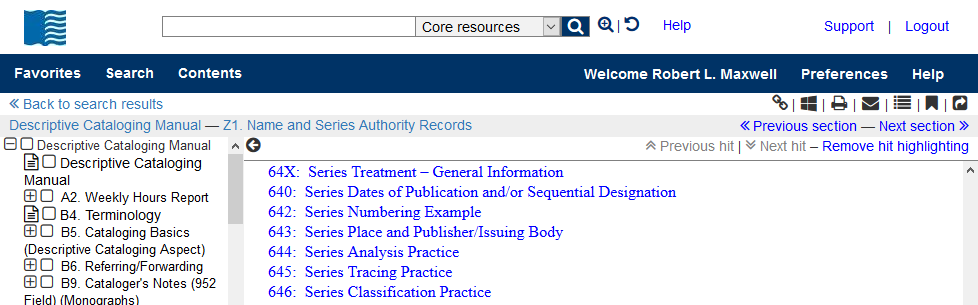 Core resources
Help
Support | Logout
Favorites Search Contents
Welcome Robert L. Maxwell Preferences Help
Back to search results
Descriptive Cataloging Manual — Z1. Name and Series Authority Records
Previous section — Next section
Previous hit | Next hit – Remove hit highlighting
Descriptive Cataloging Manual
Descriptive Cataloging
Manual
A2. Weekly Hours Report
B4. Terminology
B5. Cataloging Basics
(Descriptive Cataloging Aspect)
B6. Referring/Forwarding
B9. Cataloger's Notes (952
Field) (Monographs)
64X: Series Treatment – General Information
640: Series Dates of Publication and/or Sequential Designation
642: Series Numbering Example
643: Series Place and Publisher/Issuing Body
644: Series Analysis Practice
645: Series Tracing Practice
646: Series Classification Practice